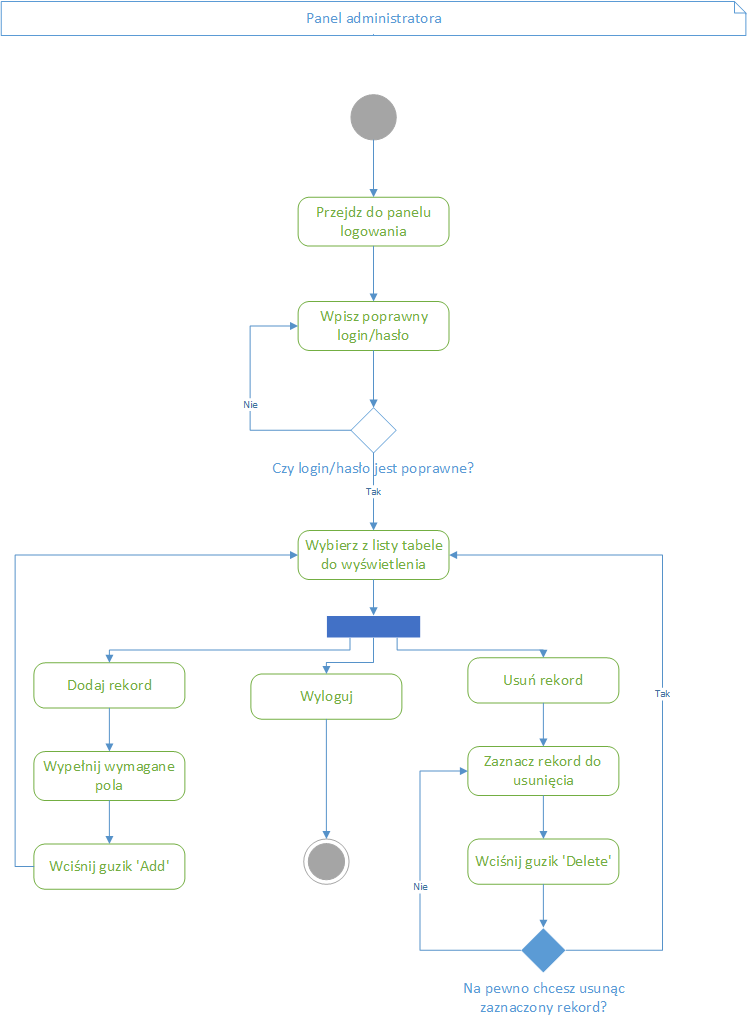 Panel administratora
Przejdz do panelu
logowania
Wpisz poprawny
login/hasło
Nie
Czy login/hasło jest poprawne?
Tak
Wybierz z listy tabele
do wyświetlenia
Dodaj rekord
Wyloguj
Usuń rekord
Tak
Wypełnij wymagane
pola
Zaznacz rekord do
usunięcia
Wciśnij guzik 'Add'
Wciśnij guzik 'Delete'
Nie
Na pewno chcesz usunąc
zaznaczony rekord?